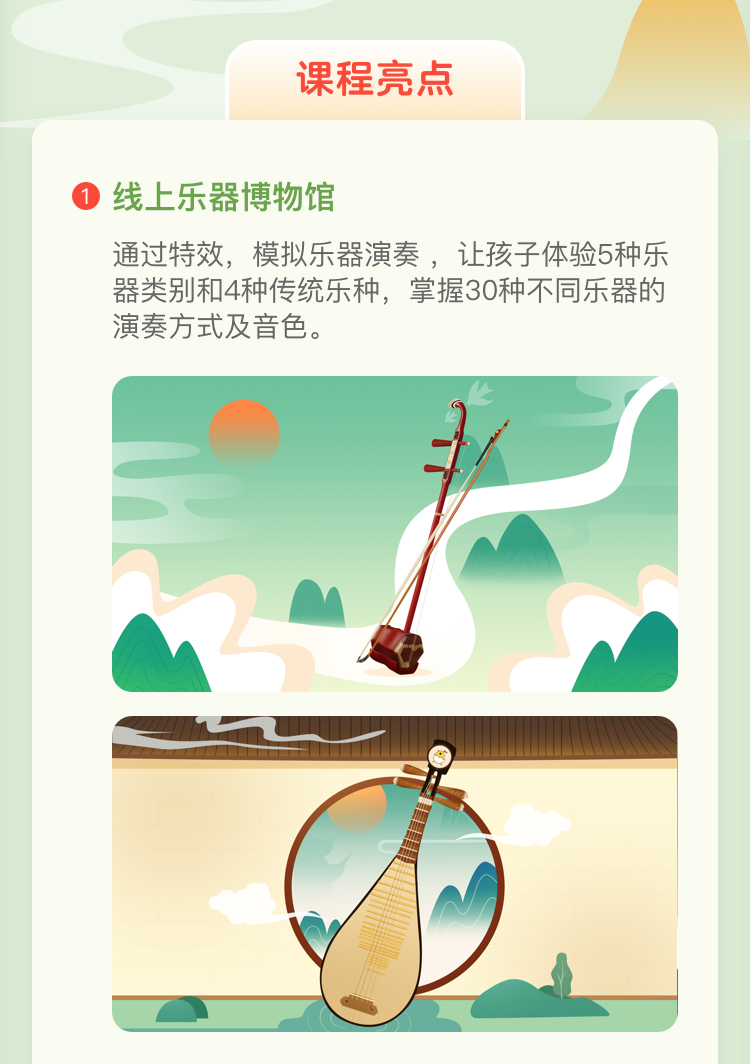 课程亮点
1 线上乐器博物馆
通过特效，模拟乐器演奏 ，让孩子体验5种乐
器类别和4种传统乐种，掌握30种不同乐器的
演奏方式及音色。